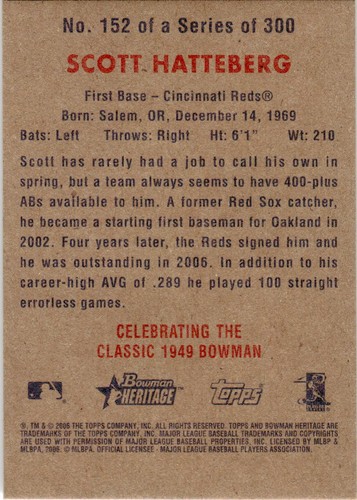 No. 152 of a Series of 300
SCOTT HATTEBERG
First Base – Cincinnati Reds®
Born: Salem, OR, December 14, 1969
Bats: Left Throws: Right Ht: 6'1" Wt: 210
Scott has rarely had a job to call his own in
spring, but a team always seems to have 400-plus
ABs available to him. A former Red Sox catcher,
he became a starting first baseman for Oakland in
2002. Four years later, the Reds signed him and
he was outstanding in 2006. In addition to his
career-high AVG of .289 he played 100 straight
errorless games.
CELEBRATING THE
CLASSIC 1949 BOWMAN
Bowman
HERITAGE
Topps
®, TM & © 2006 THE TOPPS COMPANY, INC. ALL RIGHTS RESERVED. TOPPS AND BOWMAN HERITAGE ARE
TRADEMARKS OF THE TOPPS COMPANY, INC. MAJOR LEAGUE BASEBALL TRADEMARKS AND COPYRIGHTS
ARE USED WITH PERMISSION OF MAJOR LEAGUE BASEBALL PROPERTIES, INC. LICENSED BY MLBP &
MLBPA, 2006. © MLBPA. OFFICIAL LICENSEE - MAJOR LEAGUE BASEBALL PLAYERS ASSOCIATION.